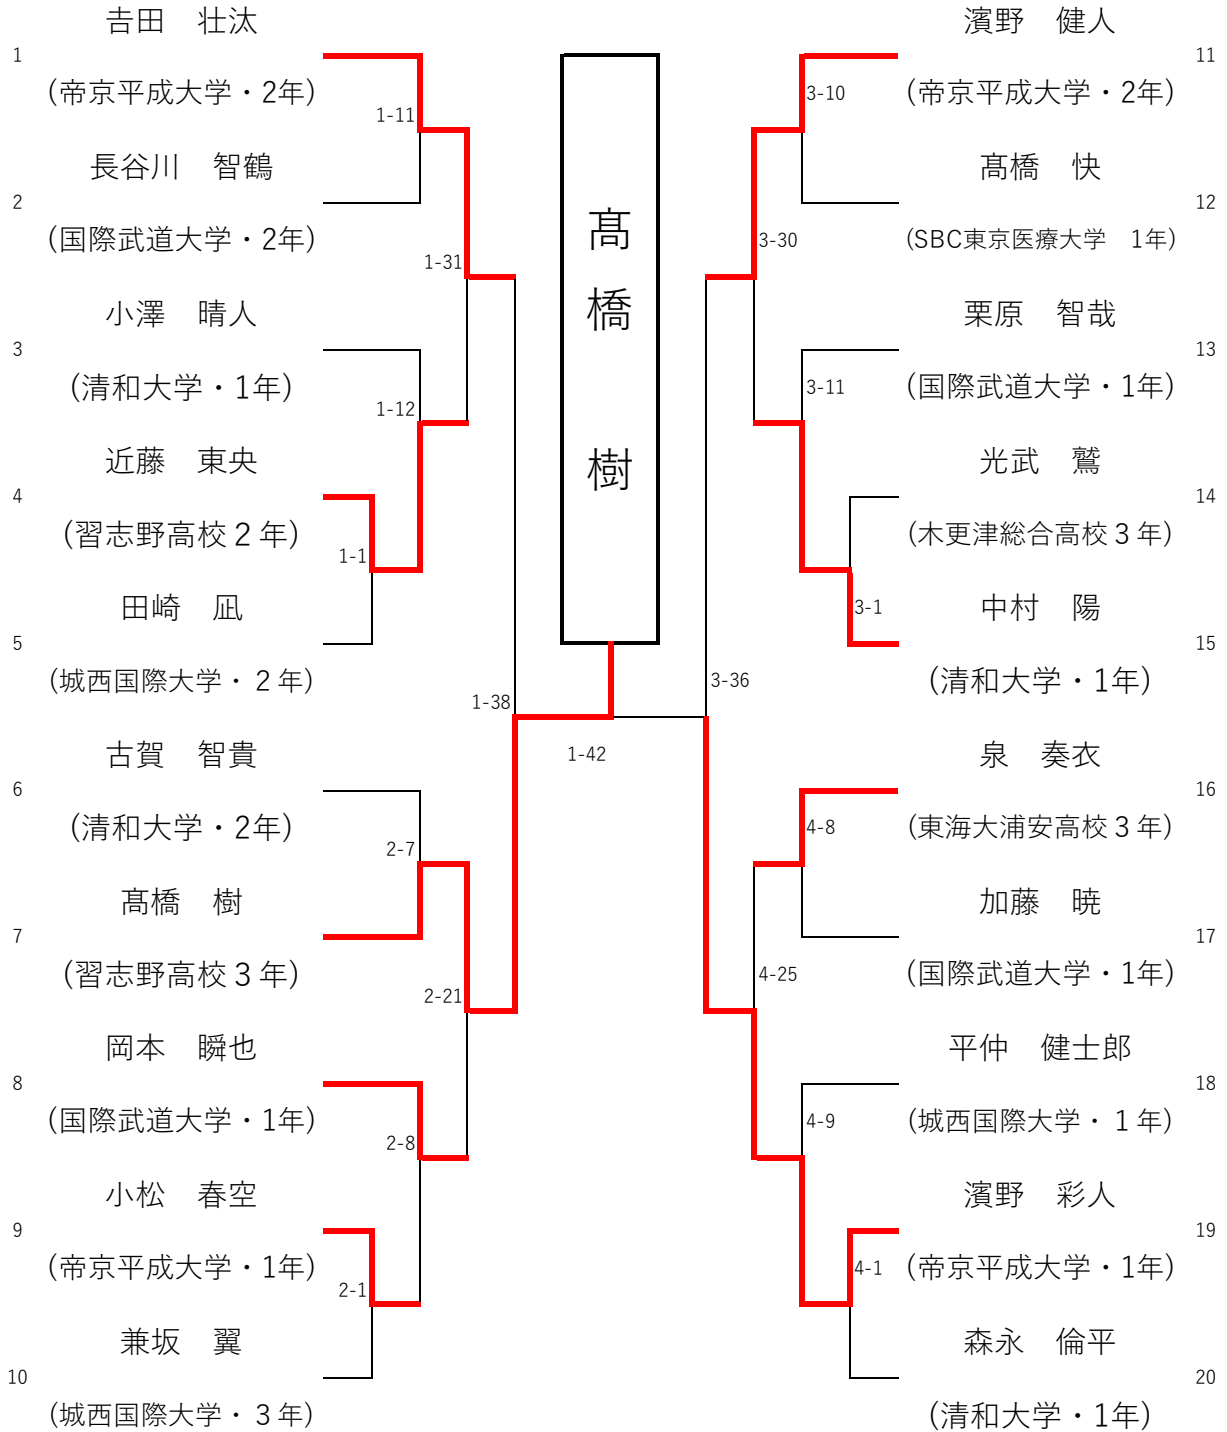 吉田　壮汰
1
(帝京平成大学・2年)
1-11
長谷川　智鶴
2
(国際武道大学・2年)
1-31
小澤　晴人
3
(清和大学・1年)
1-12
近藤　東央
4
(習志野高校２年)
1-1
田崎　凪
5
(城西国際大学・２年)
1-38
古賀　智貴
6
(清和大学・2年)
2-7
髙橋　樹
7
(習志野高校３年)
2-21
岡本　瞬也
8
(国際武道大学・1年)
2-8
小松　春空
9
(帝京平成大学・1年)
2-1
兼坂　翼
10
(城西国際大学・３年)
髙橋　樹
1-42
濱野　健人
11
3-10
(帝京平成大学・2年)
髙橋　快
12
(SBC東京医療大学　1年)
3-30
栗原　智哉
13
3-11
(国際武道大学・1年)
光武　鷲
14
(木更津総合高校３年)
中村　陽
3-1
15
(清和大学・1年)
3-36
泉　奏衣
16
4-8
(東海大浦安高校３年)
加藤　暁
17
(国際武道大学・1年)
4-25
平仲　健士郎
18
4-9
(城西国際大学・１年)
濱野　彩人
19
4-1
(帝京平成大学・1年)
森永　倫平
20
(清和大学・1年)